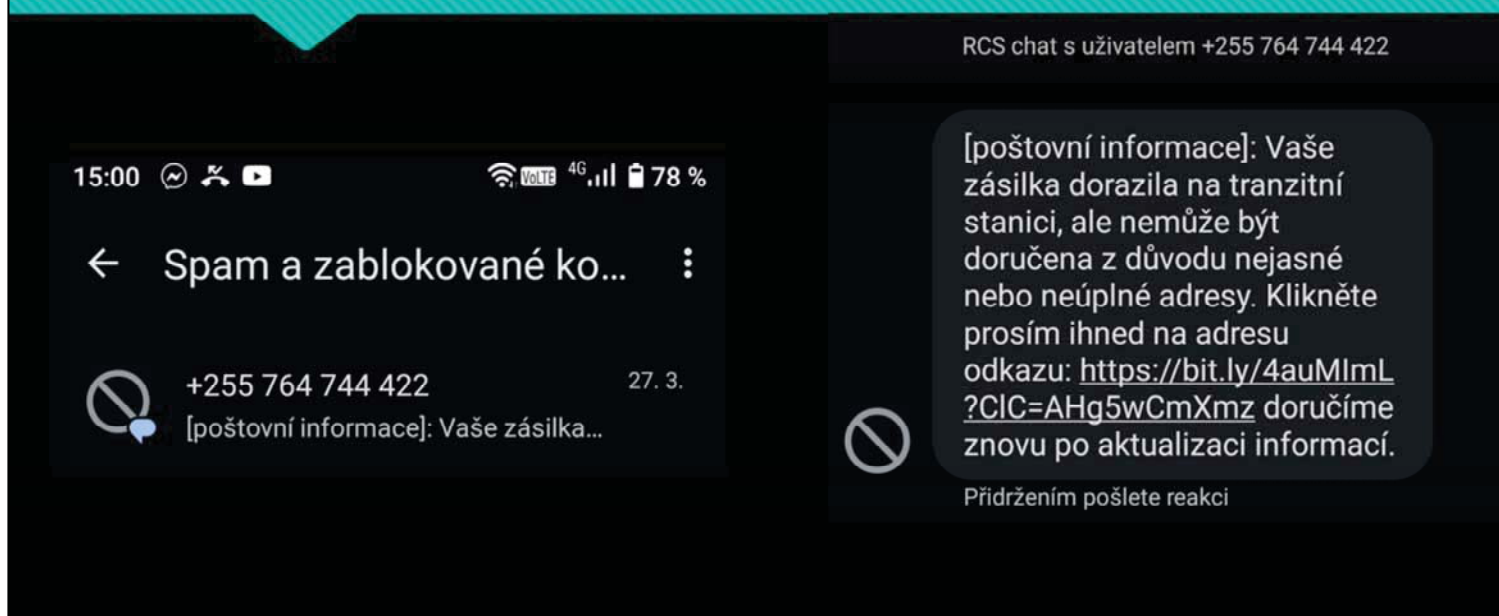 15:00 VoLTE 4G 78 %
Spam a zablokované ko...
+255 764 744 422 27. 3.
[poštovní informace]: Vaše zásilka...
RCS chat s uživatelem +255 764 744 422
[poštovní informace]: Vaše
zásilka dorazila na tranzitní
stanici, ale nemůže být
doručena z důvodu nejasné
nebo neúplné adresy. Klikněte
prosím ihned na adresu
odkazu: https://bit.ly/4auMImL
?ClC=AHg5wCmXmz doručíme
znovu po aktualizaci informací.
Přidržením pošlete reakci